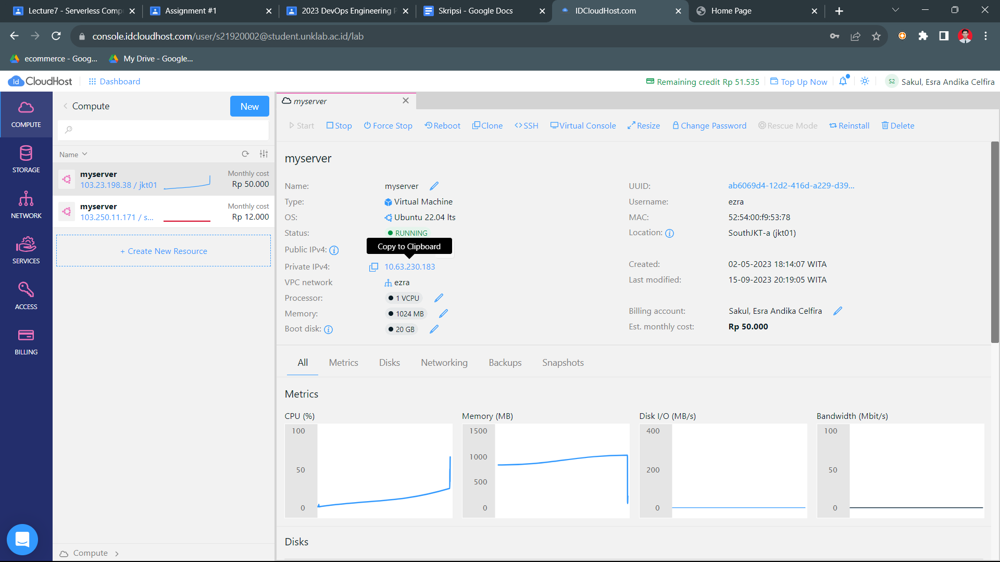 Lecture7 - Serverless Comp
Assignment #1
2023 DevOps Engineering P
Skripsi - Google Docs
IDCloudHost.com
Home Page
console.idcloudhost.com/user/s21920002@student.unklab.ac.id/lab
ecommerce - Goog...
My Drive - Google...
Id CloudHost
Dashboard
Remaining credit Rp 51.535
Top Up Now
S2
Sakul, Esra Andika Celfira
COMPUTE
STORAGE
NETWORK
SERVICES
ACCESS
BILLING
Compute
New
Name
myserver
103.23.198.38 / jkt01
Monthly cost
Rp 50.000
myserver
103.250.11.171 / s...
Monthly cost
Rp 12.000
+ Create New Resource
Compute
myserver
Start
Stop
Force Stop
Reboot
Clone
SSH
Virtual Console
Resize
Change Password
Rescue Mode
Reinstall
Delete
myserver
Name: myserver
Type: Virtual Machine
OS: Ubuntu 22.04 lts
Status: RUNNING
Public IPv4:
Copy to Clipboard
Private IPv4: 10.63.230.183
VPC network ezra
Processor: 1 VCPU
Memory: 1024 MB
Boot disk: 20 GB
UUID: ab6069d4-12d2-416d-a229-d39...
Username: ezra
MAC: 52:54:00:f9:53:78
Location: SouthJKT-a (jkt01)
Created: 02-05-2023 18:14:07 WITA
Last modified: 15-09-2023 20:19:05 WITA
Billing account: Sakul, Esra Andika Celfira
Est. monthly cost: Rp 50.000
All
Metrics
Disks
Networking
Backups
Snapshots
Metrics
CPU (%)
100
50
0
Memory (MB)
1500
1000
500
0
Disk I/O (MB/s)
400
200
0
Bandwidth (Mbit/s)
100
50
0
Disks